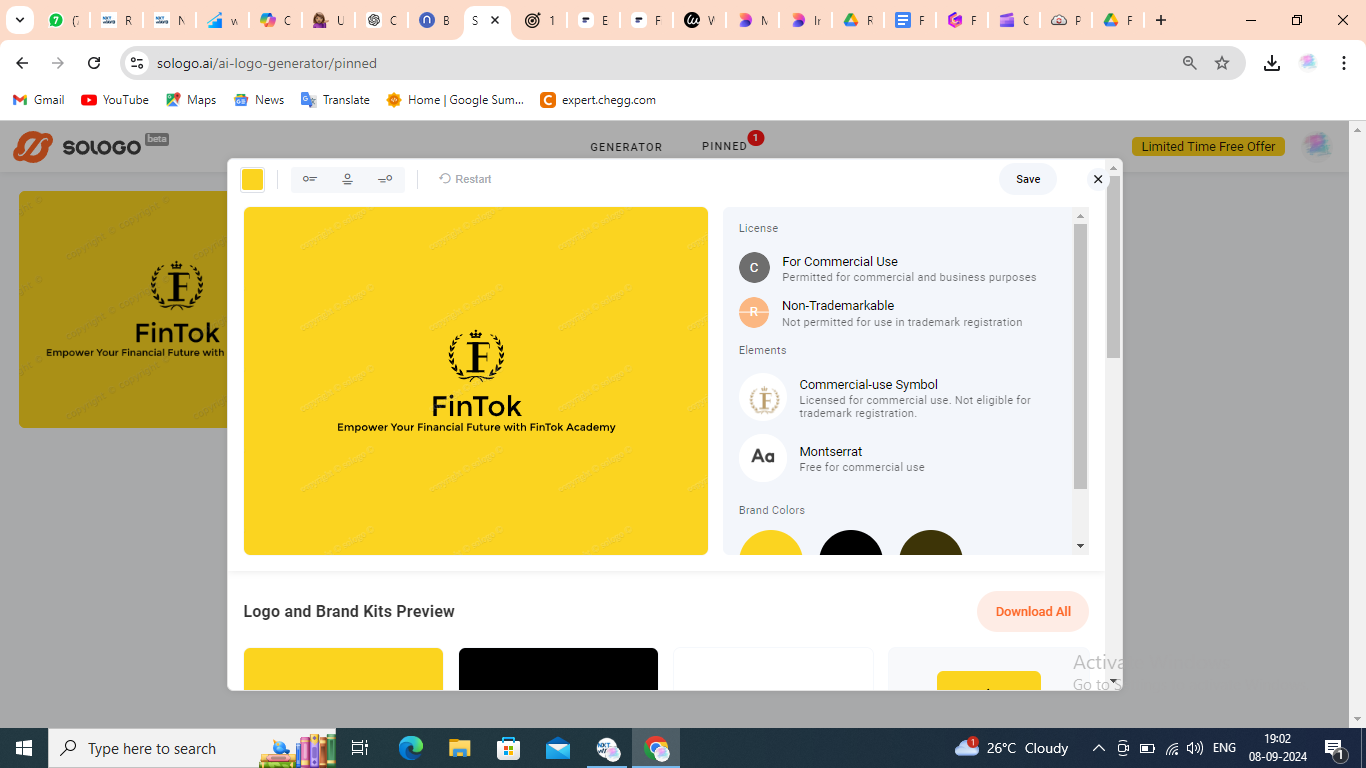 (7
R
N
w
C
U
C
B
S
1
E
F
W
M
Ir
R
F
F
C
P
F
sologo.ai/ai-logo-generator/pinned
Gmail
YouTube
Maps
News
Translate
Home | Google Sum...
expert.chegg.com
SOLOGO
beta
GENERATOR
PINNED
1
Limited Time Free Offer
Restart
Save
License
C
For Commercial Use
Permitted for commercial and business purposes
R
Non-Trademarkable
Not permitted for use in trademark registration
Elements
Commercial-use Symbol
Licensed for commercial use. Not eligible for
trademark registration.
Aa
Montserrat
Free for commercial use
Brand Colors
F
FinTok
Empower Your Financial Future with FinTok Academy
F
FinTok
Empower Your Financial Future with
copyright © copyright ©
Logo and Brand Kits Preview
Download All
Activa
Go to S
Type here to search
1
26°C Cloudy
ENG
19:02
08-09-2024
1